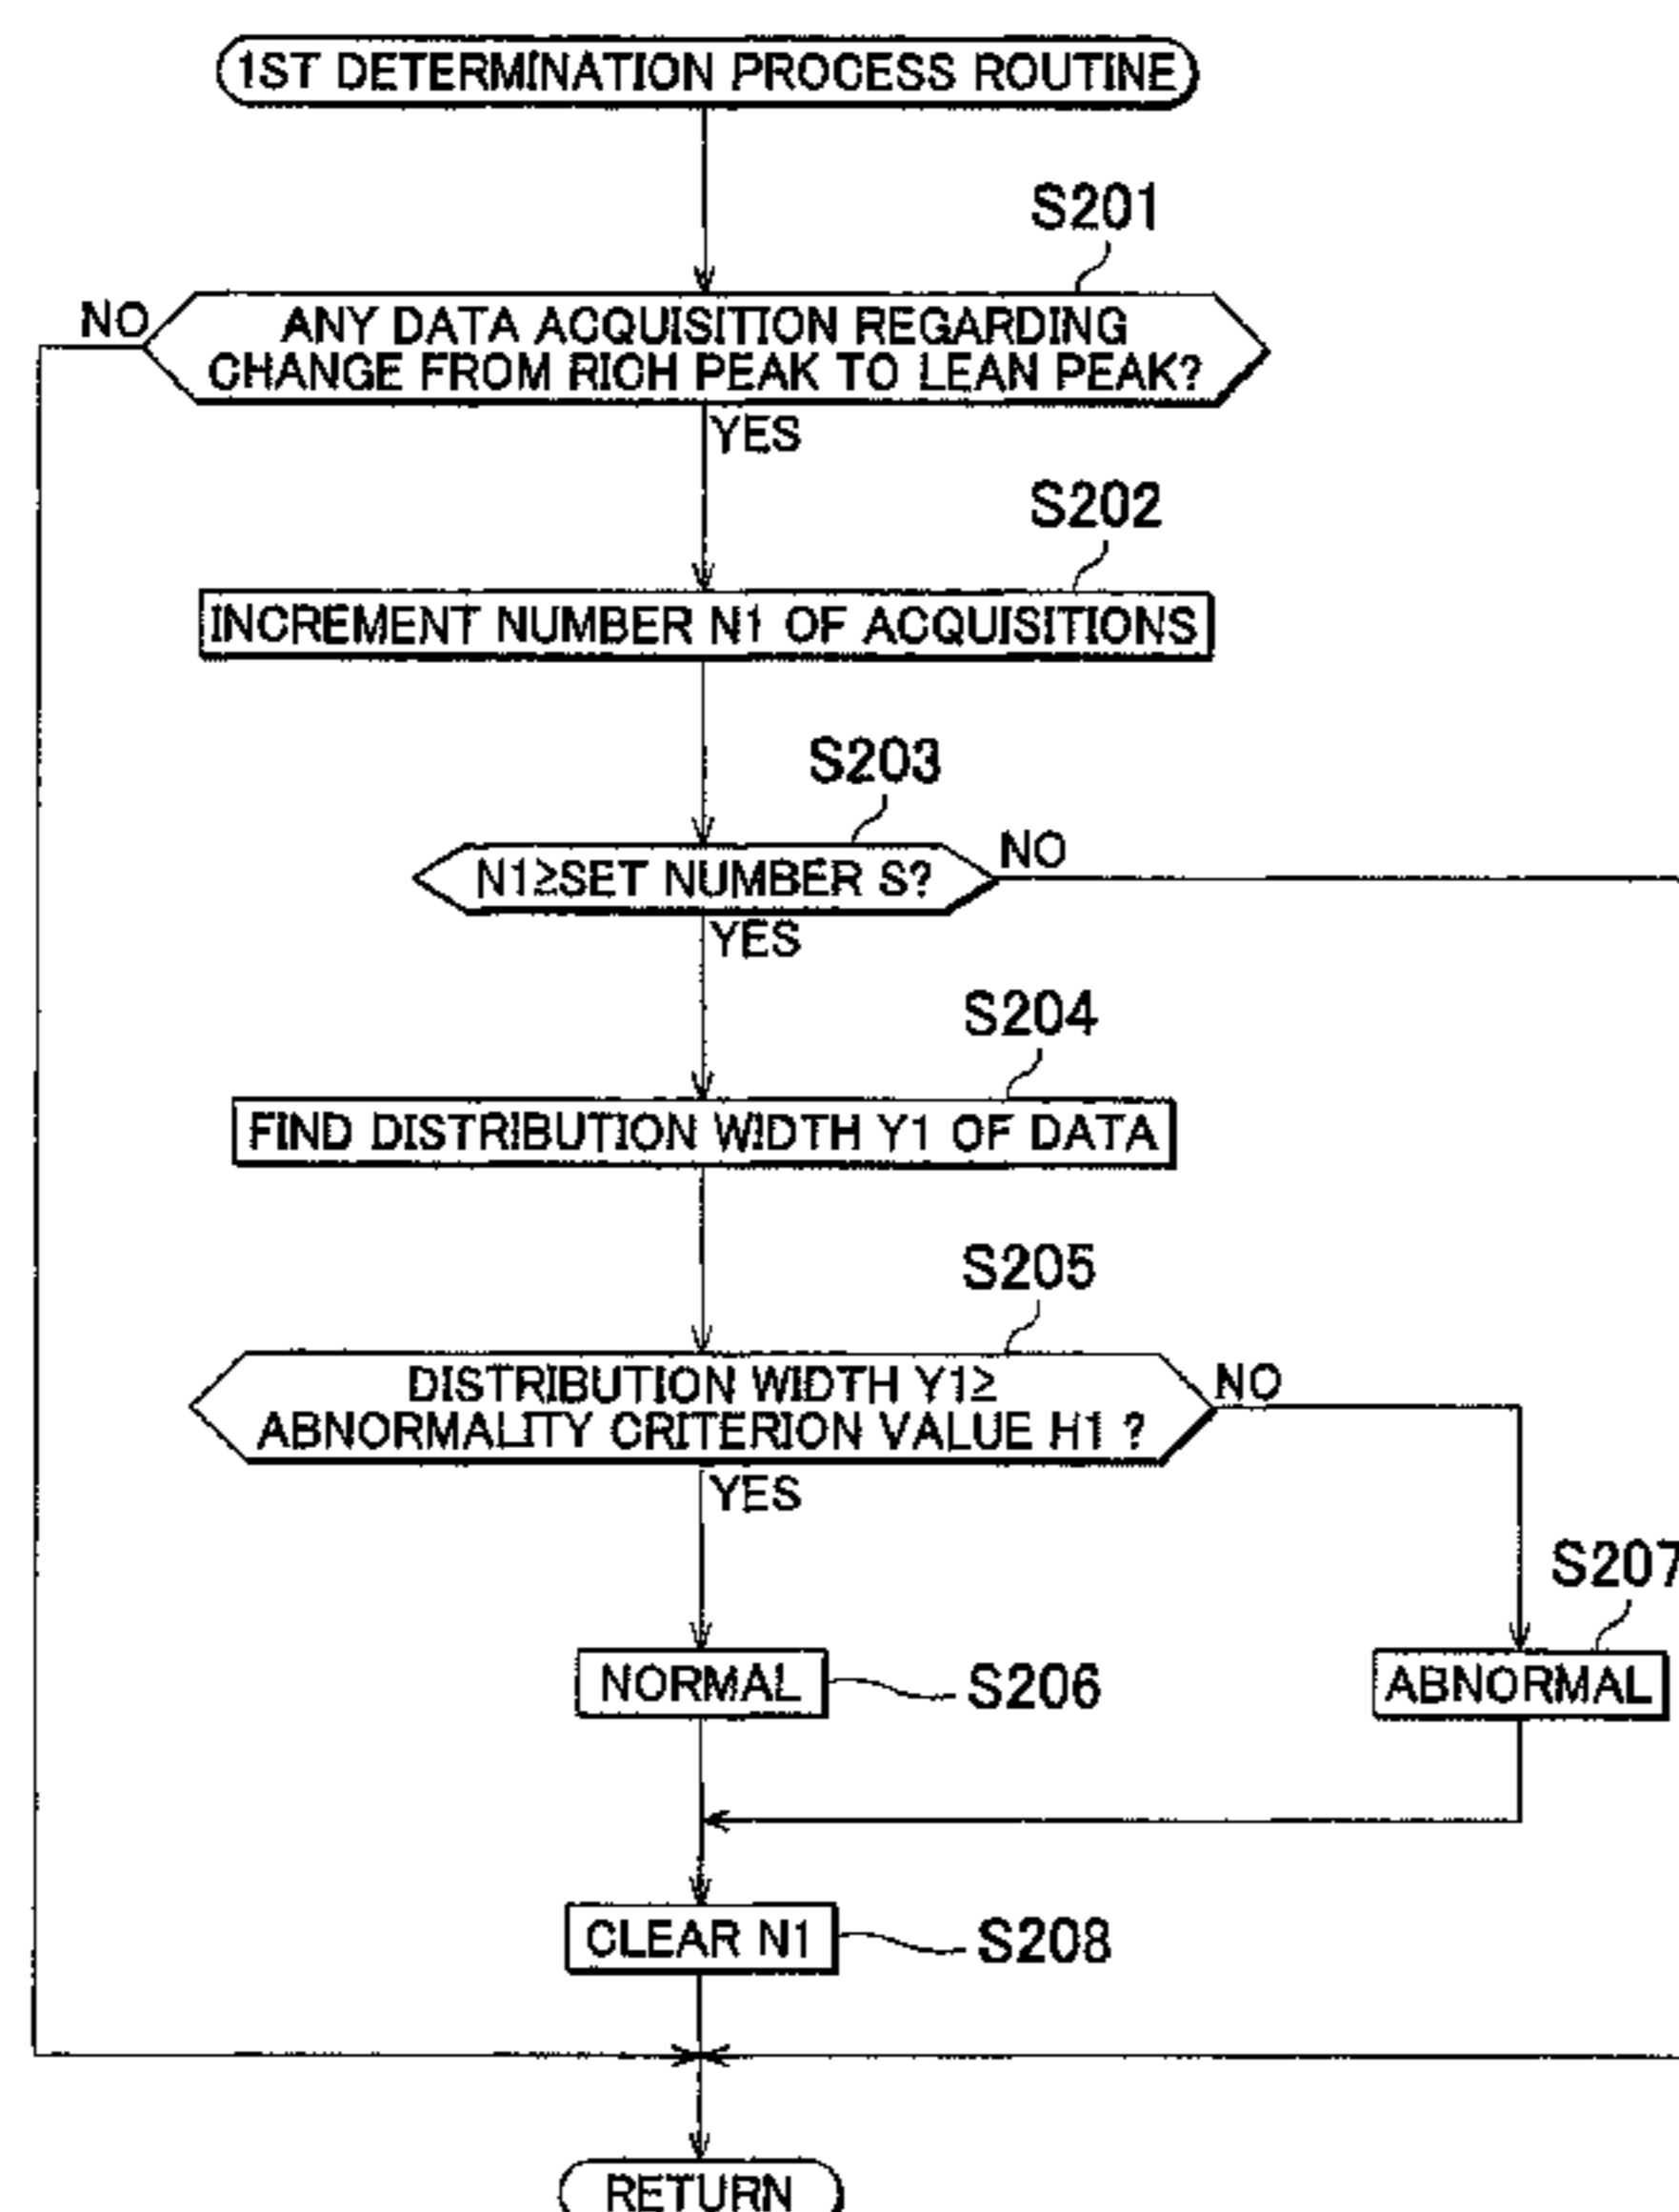 1ST DETERMINATION PROCESS ROUTINE
S201
NO
ANY DATA ACQUISITION REGARDING
CHANGE FROM RICH PEAK TO LEAN PEAK?
YES
S202
INCREMENT NUMBER N1 OF ACQUISITIONS
S203
N1≥SET NUMBER S?
NO
YES
S204
FIND DISTRIBUTION WIDTH Y1 OF DATA
S205
DISTRIBUTION WIDTH Y1≥
ABNORMALITY CRITERION VALUE H1 ?
NO
YES
S207
NORMAL
S206
ABNORMAL
CLEAR N1
S208
RETURN